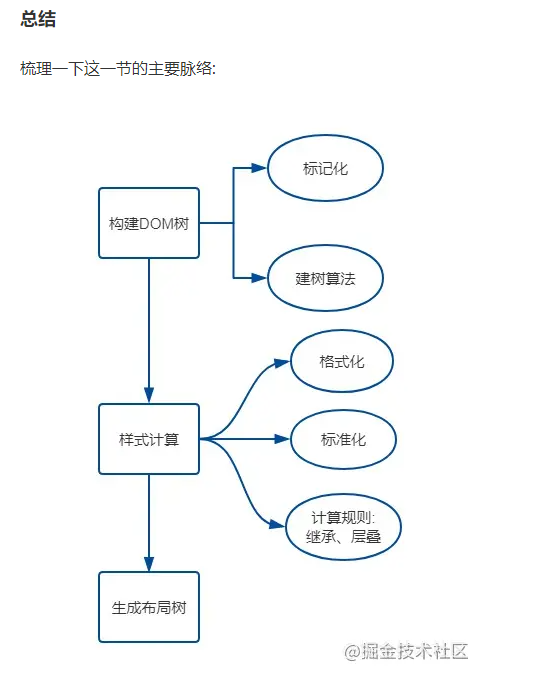 总结
梳理一下这一节的主要脉络:
标记化
构建DOM树
建树算法
格式化
样式计算
标准化
计算规则:
继承、层叠
生成布局树
@掘金技术社区